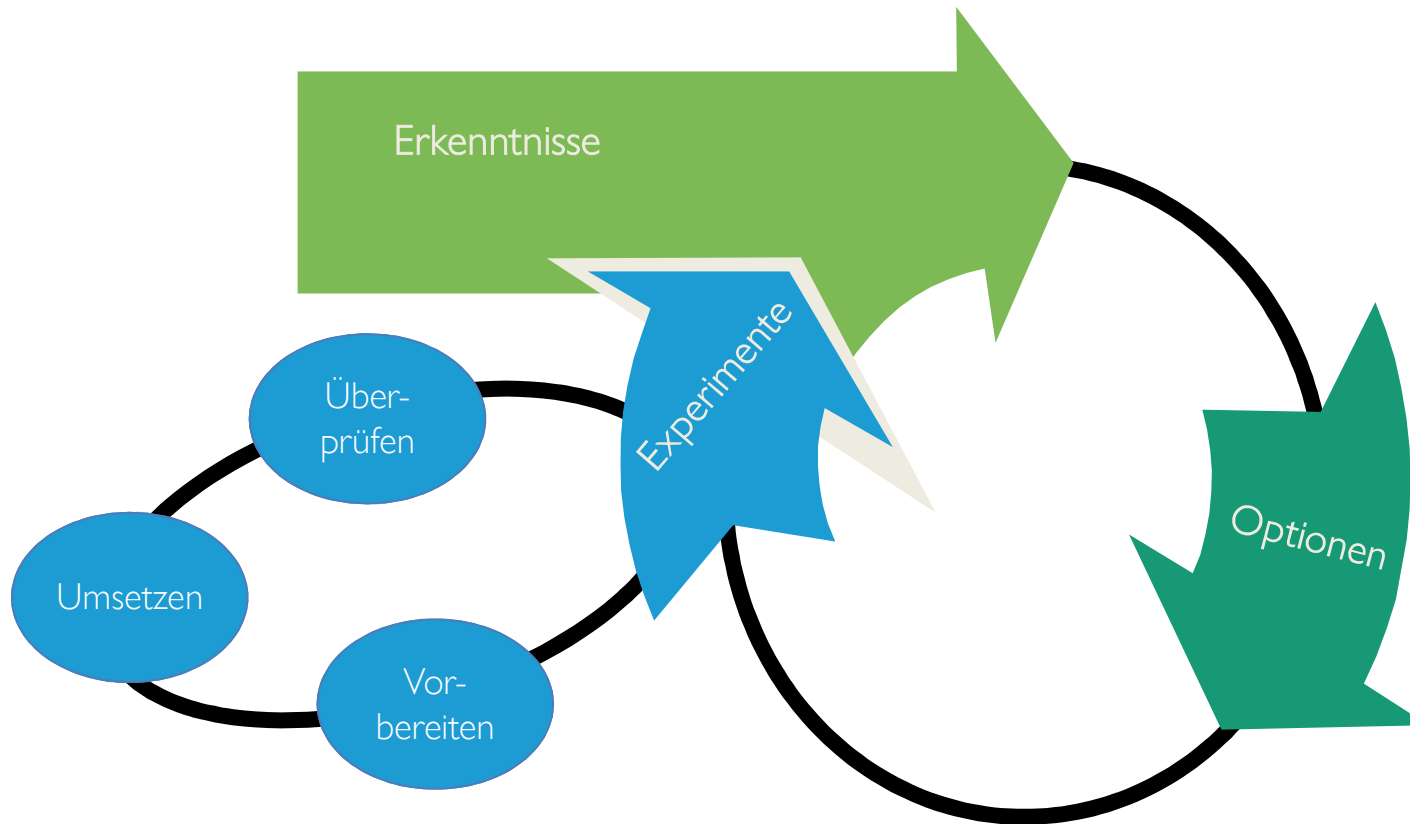 Erkenntnisse
Experimente
Über-
prüfen
Optionen
Umsetzen
Vor-
bereiten